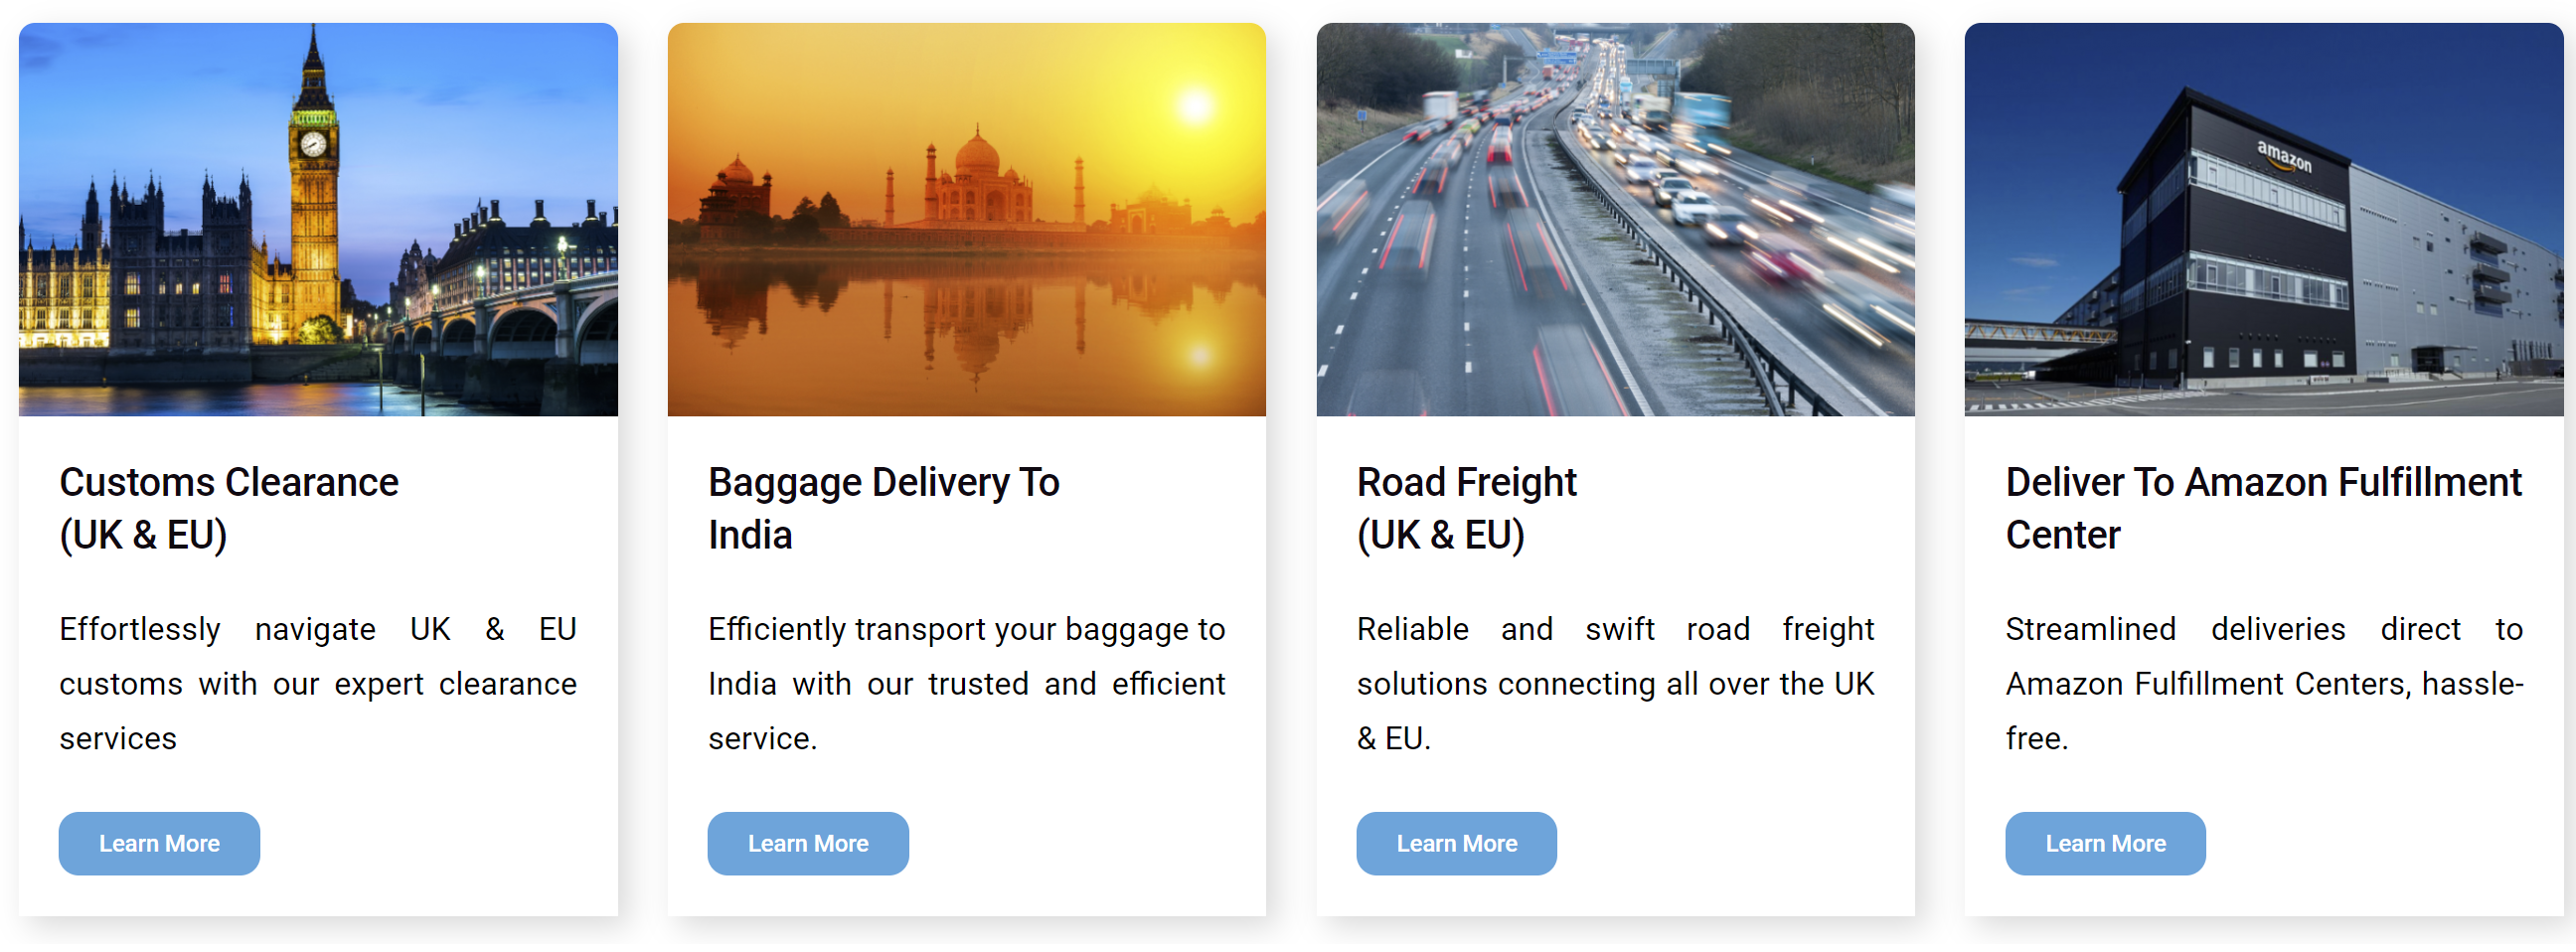 amazon
Customs Clearance
(UK & EU)
Effortlessly navigate UK & EU
customs with our expert clearance
services
Learn More
Baggage Delivery To
India
Efficiently transport your baggage to
India with our trusted and efficient
service.
Learn More
Road Freight
(UK & EU)
Reliable and swift road freight
solutions connecting all over the UK
& EU.
Learn More
Deliver To Amazon Fulfillment
Center
Streamlined deliveries direct to
Amazon Fulfillment Centers, hassle-
free.
Learn More